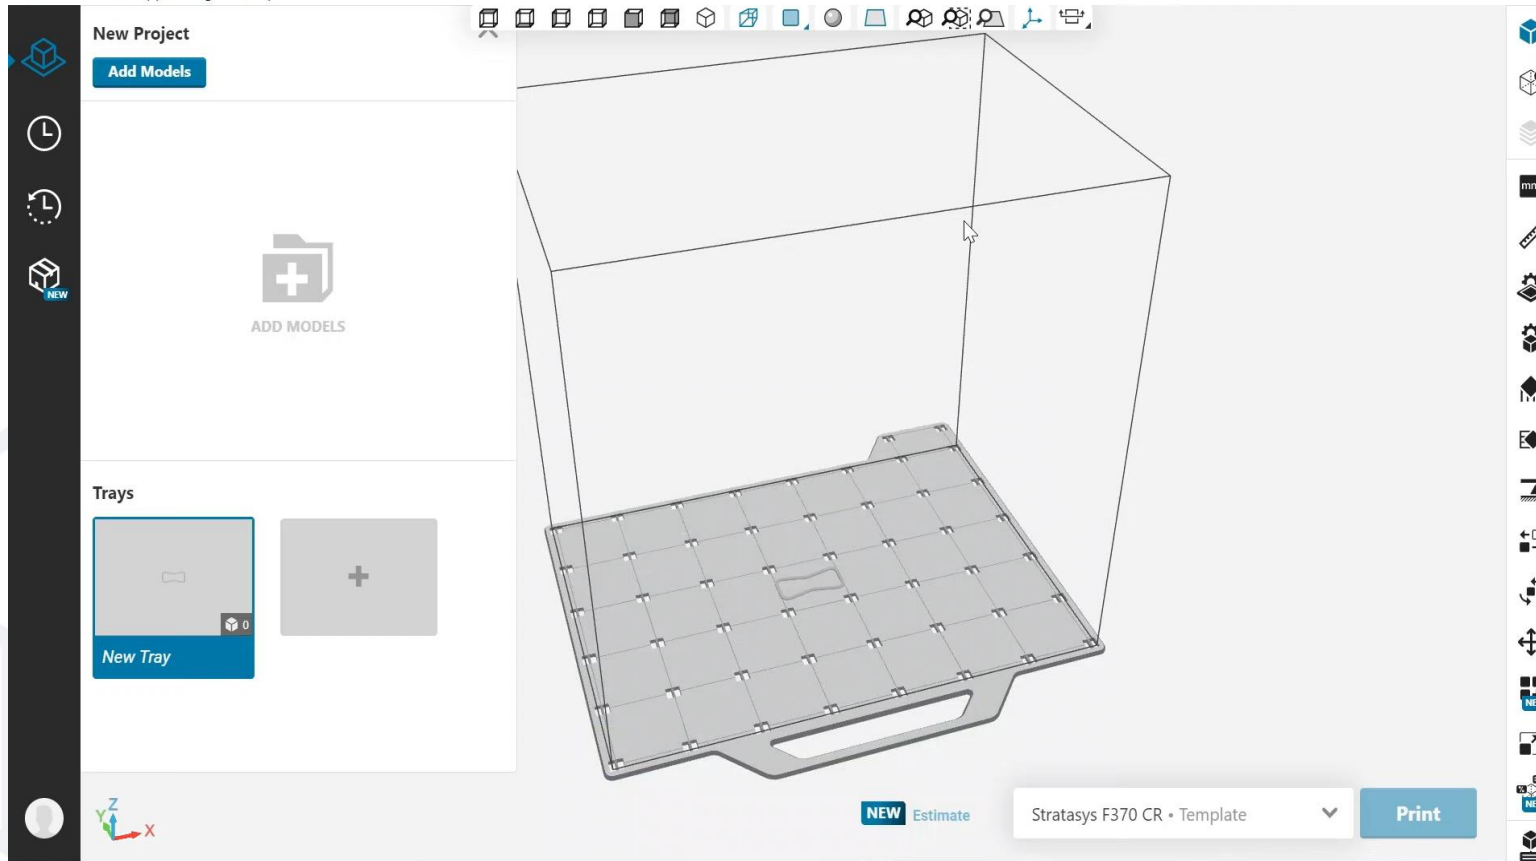 New Project
Add Models
NEW
ADD MODELS
Trays
0
New Tray
Z
Y
X
NEW Estimate
Stratasys F370 CR • Template
Print